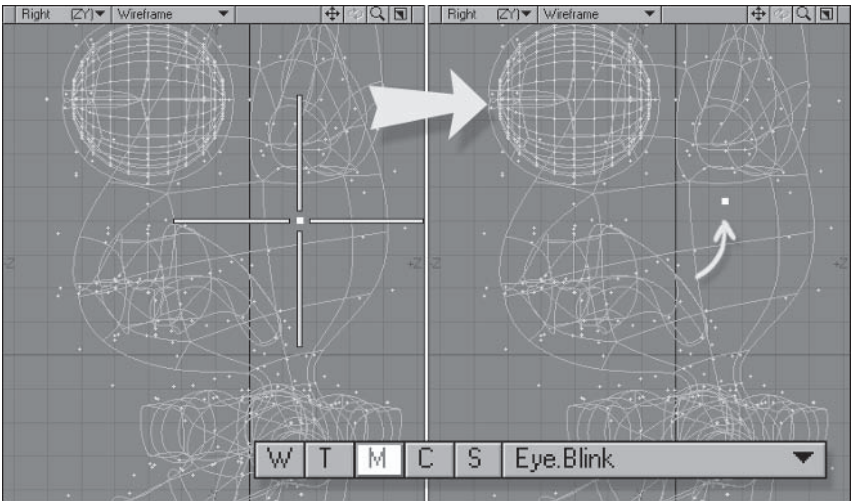 Right (ZY) Wireframe
Right (ZY) Wireframe
+Z
Z
W T M C S Eye.Blink